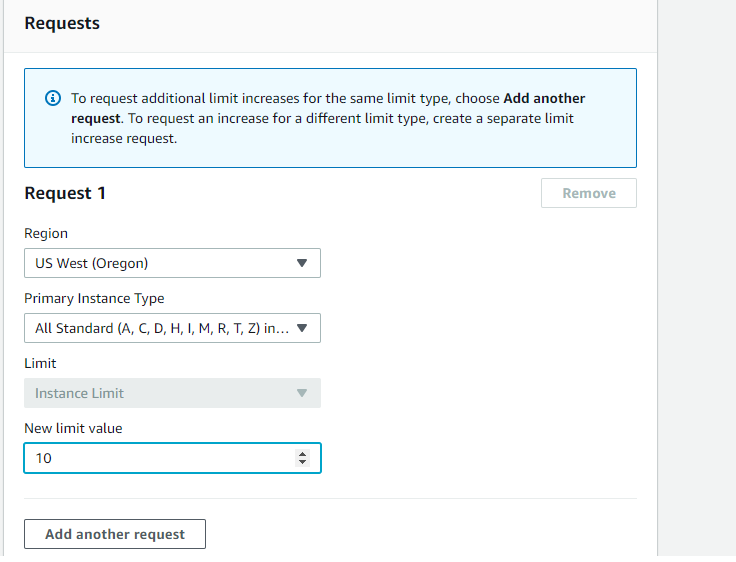 Requests
To request additional limit increases for the same limit type, choose Add another
request. To request an increase for a different limit type, create a separate limit
increase request.
Request 1
Remove
Region
US West (Oregon)
Primary Instance Type
All Standard (A, C, D, H, I, M, R, T, Z) in...
Limit
Instance Limit
New limit value
10
Add another request